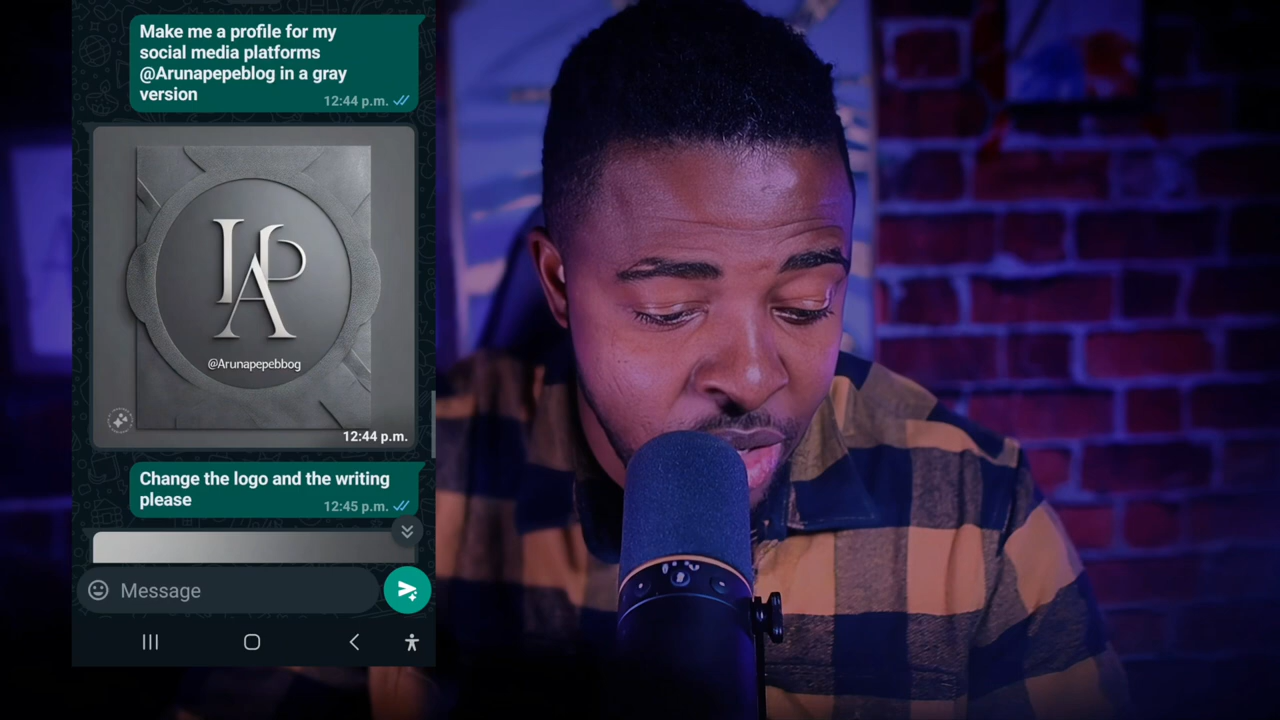 Make me a profile for my
social media platforms
@Arunapepeblog in a gray
version
12:44 p.m.
IAP
@Arunapepebbog
12:44 p.m.
Change the logo and the writing
please
12:45 p.m.
Message